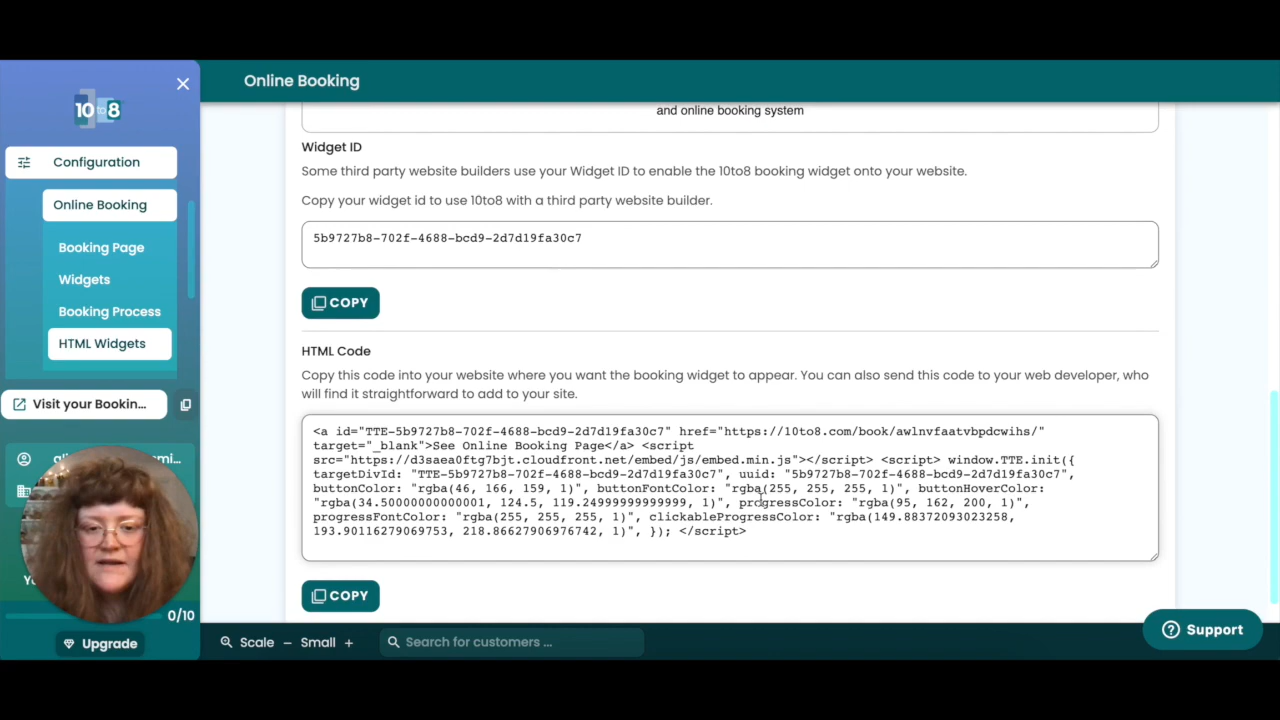 Online Booking
10 to 8
Configuration
Online Booking
Booking Page
Widgets
Booking Process
HTML Widgets
Visit your Bookin...
mi...
0/10
Upgrade
and online booking system
Widget ID
Some third party website builders use your Widget ID to enable the 10to8 booking widget onto your website.
Copy your widget id to use 10to8 with a third party website builder.
5b9727b8-702f-4688-bcd9-2d7d19fa30c7
COPY
HTML Code
Copy this code into your website where you want the booking widget to appear. You can also send this code to your web developer, who
will find it straightforward to add to your site.
<a id="TTE-5b9727b8-702f-4688-bcd9-2d7d19fa30c7" href="https://10to8.com/book/awlnvfaatvbpdcwihs/"
target="_blank">See Online Booking Page</a> <script
src="https://d3saea0ftg7bjt.cloudfront.net/embed/js/embed.min.js"></script> <script> window.TTE.init({
targetDivId: "TTE-5b9727b8-702f-4688-bcd9-2d7d19fa30c7", uuid: "5b9727b8-702f-4688-bcd9-2d7d19fa30c7",
buttonColor: "rgba(46, 166, 159, 1)", buttonFontColor: "rgba(255, 255, 255, 1)", buttonHoverColor:
"rgba(34.50000000000001, 124.5, 119.24999999999999, 1)", progressColor: "rgba(95, 162, 200, 1)",
progressFontColor: "rgba(255, 255, 255, 1)", clickableProgressColor: "rgba(149.88372093023258,
193.90116279069753, 218.86627906976742, 1)", }); </script>
COPY
Scale – Small +
Search for customers ...
Support